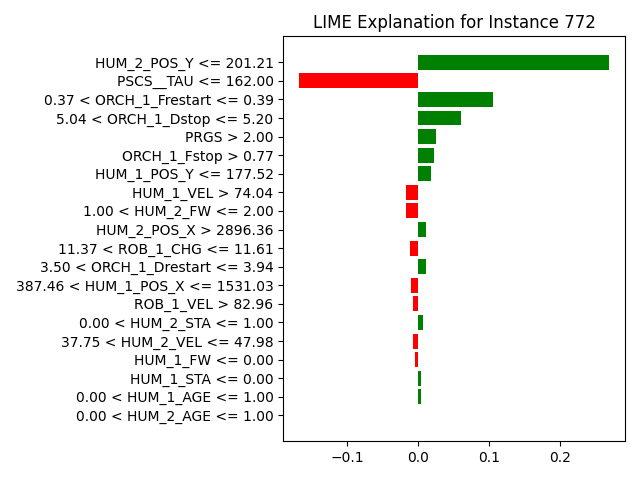 LIME Explanation for Instance 772
HUM_2_POS_Y <= 201.21
PSCS__TAU <= 162.00
0.37 < ORCH_1_Frestart <= 0.39
5.04 < ORCH_1_Dstop <= 5.20
PRGS > 2.00
ORCH_1_Fstop > 0.77
HUM_1_POS_Y <= 177.52
HUM_1_VEL > 74.04
1.00 < HUM_2_FW <= 2.00
HUM_2_POS_X > 2896.36
11.37 < ROB_1_CHG <= 11.61
3.50 < ORCH_1_Drestart <= 3.94
387.46 < HUM_1_POS_X <= 1531.03
ROB_1_VEL > 82.96
0.00 < HUM_2_STA <= 1.00
37.75 < HUM_2_VEL <= 47.98
HUM_1_FW <= 0.00
HUM_1_STA <= 0.00
0.00 < HUM_1_AGE <= 1.00
0.00 < HUM_2_AGE <= 1.00
−0.1 0.0 0.1 0.2